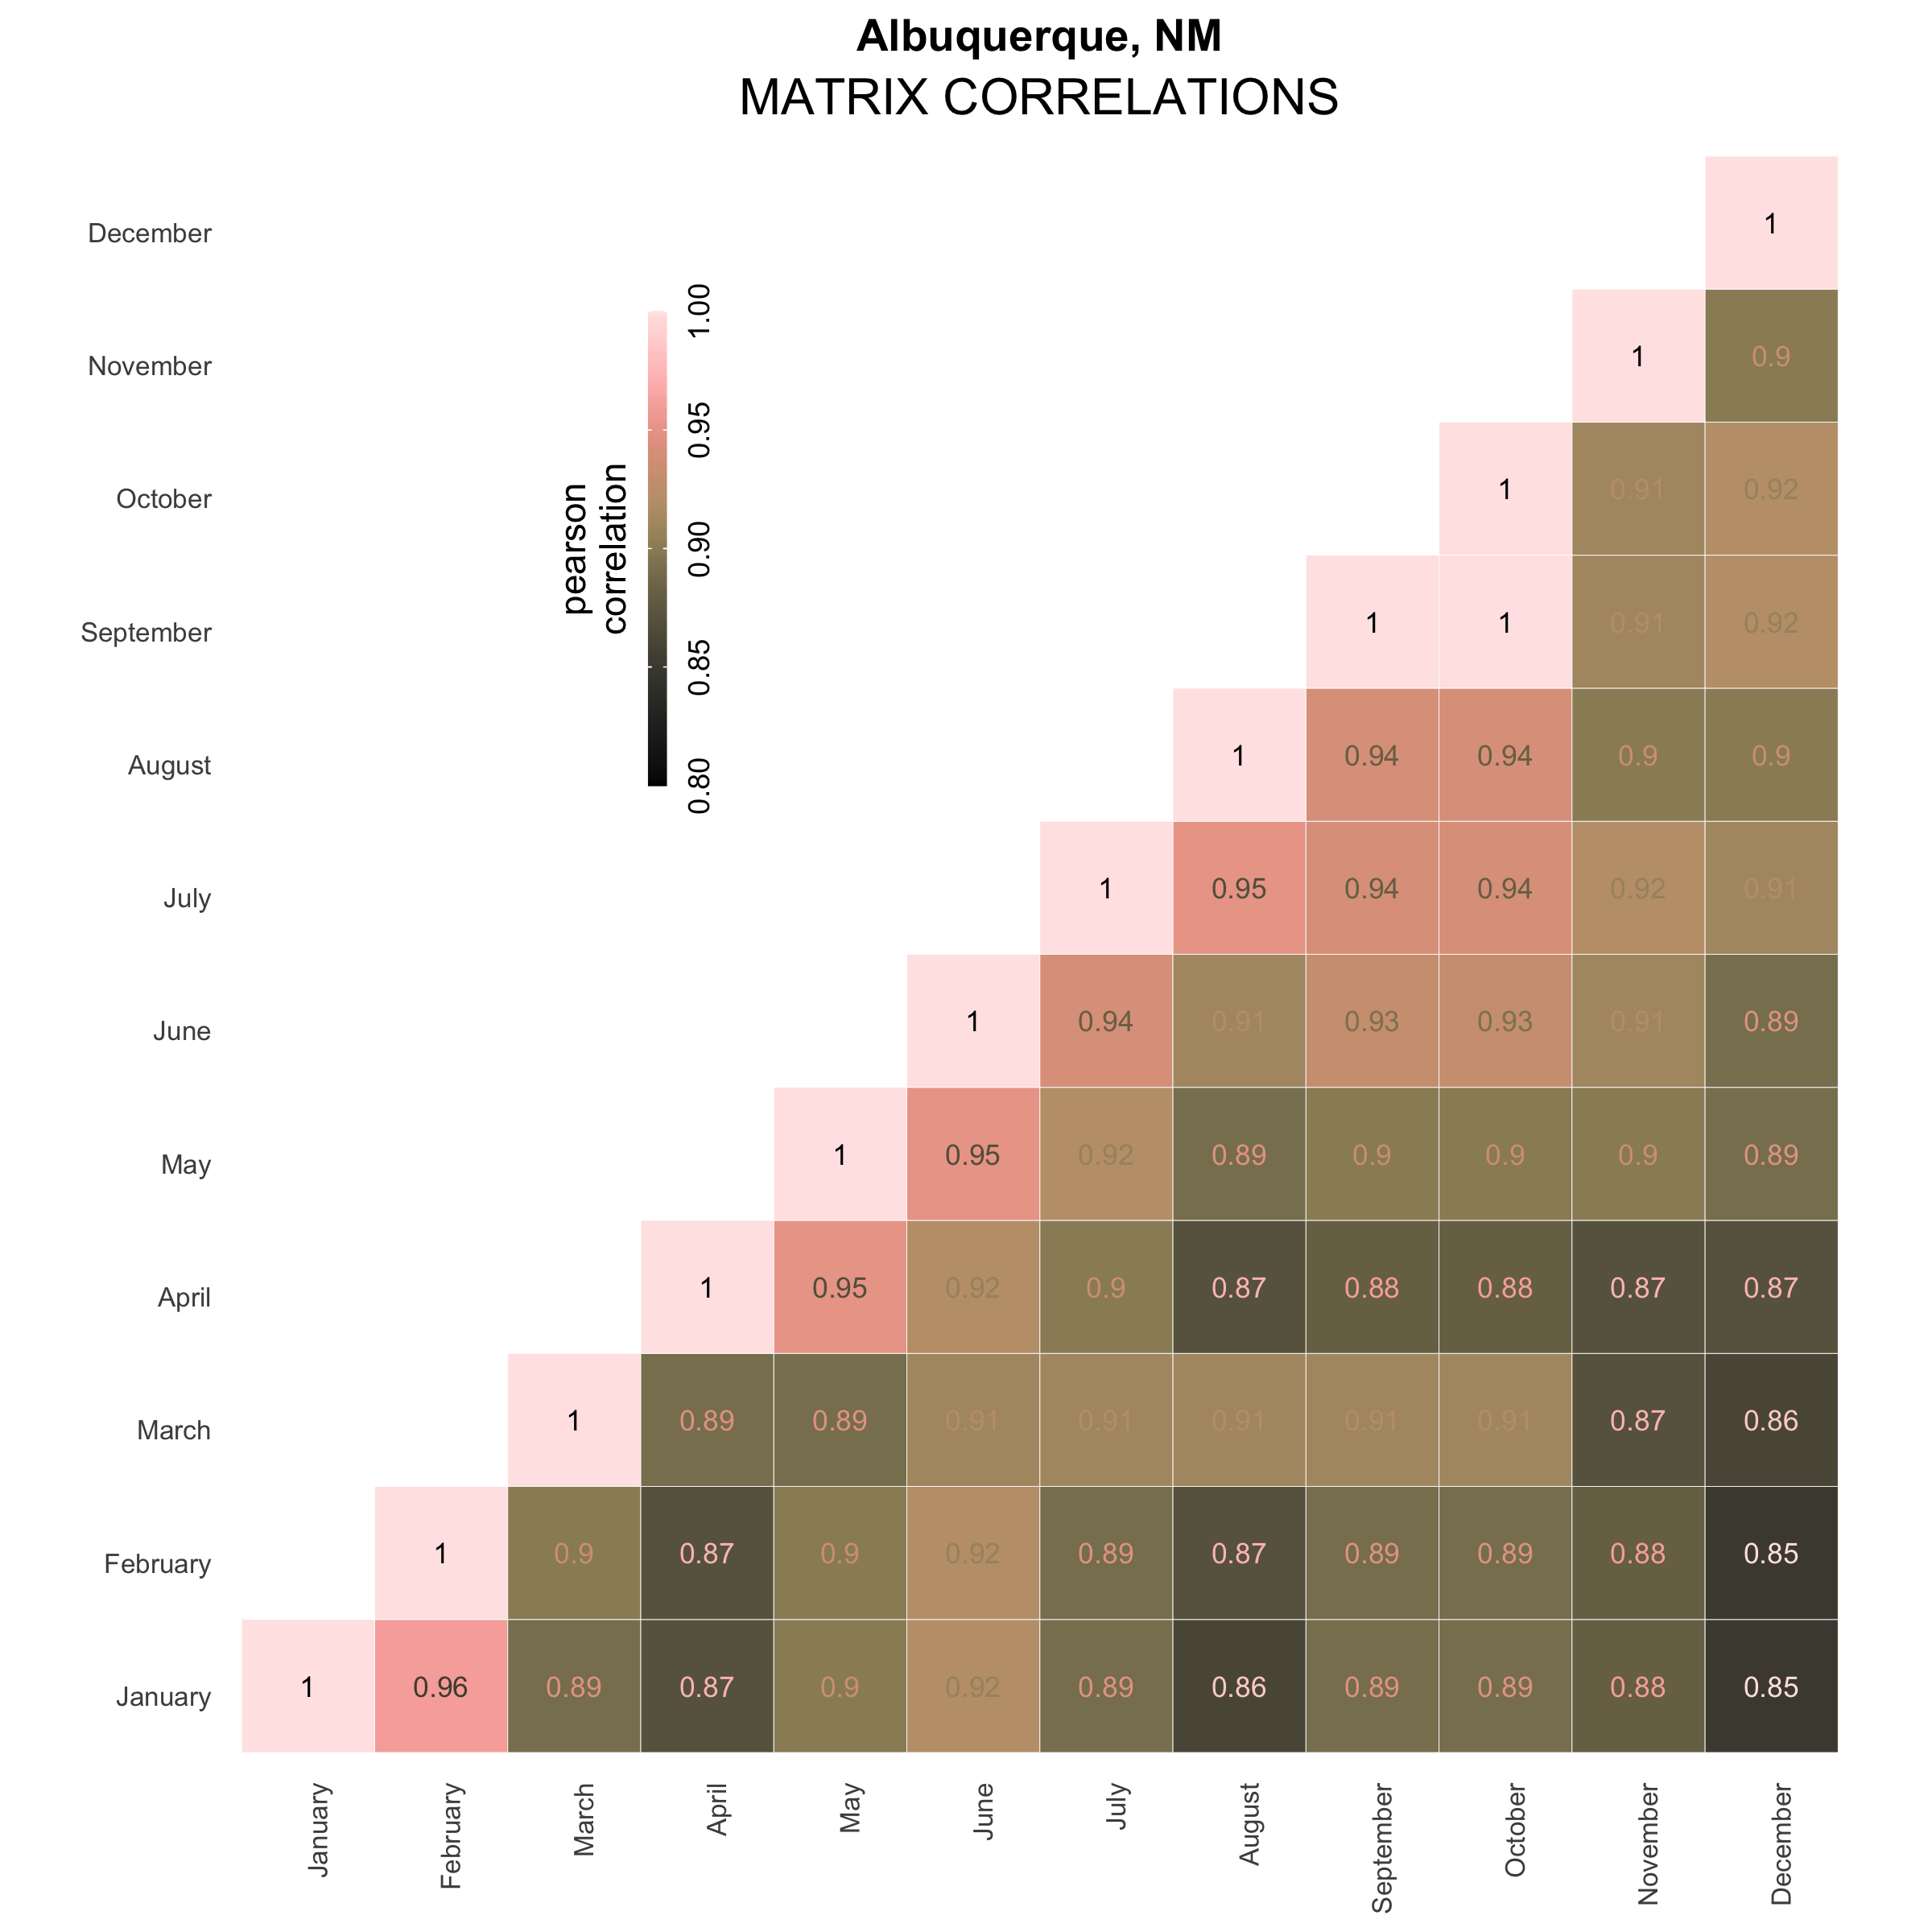 Albuquerque, NM
MATRIX CORRELATIONS
pearson
correlation
1.00
0.95
0.90
0.85
0.80
December 1
November 1 0.9
October 1 0.91 0.92
September 1 1 0.91 0.92
August 1 0.94 0.94 0.9 0.9
July 1 0.95 0.94 0.94 0.92 0.91
June 1 0.94 0.91 0.93 0.93 0.91 0.89
May 1 0.95 0.92 0.89 0.9 0.9 0.9 0.89
April 1 0.95 0.92 0.9 0.87 0.88 0.88 0.87 0.87
March 1 0.89 0.89 0.91 0.91 0.91 0.91 0.91 0.87 0.86
February 1 0.9 0.87 0.9 0.92 0.89 0.87 0.89 0.89 0.88 0.85
January 1 0.96 0.89 0.87 0.9 0.92 0.89 0.86 0.89 0.89 0.88 0.85
January February March April May June July August September October November December